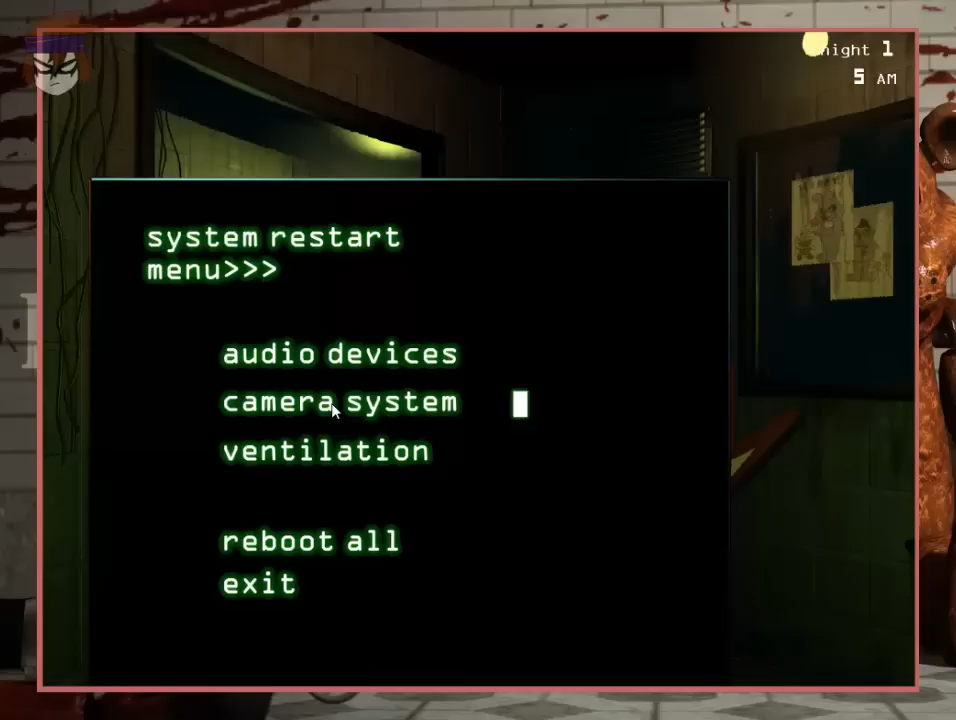 night 1
5 AM
system restart
menu>>>
audio devices
camera system
ventilation
reboot all
exit